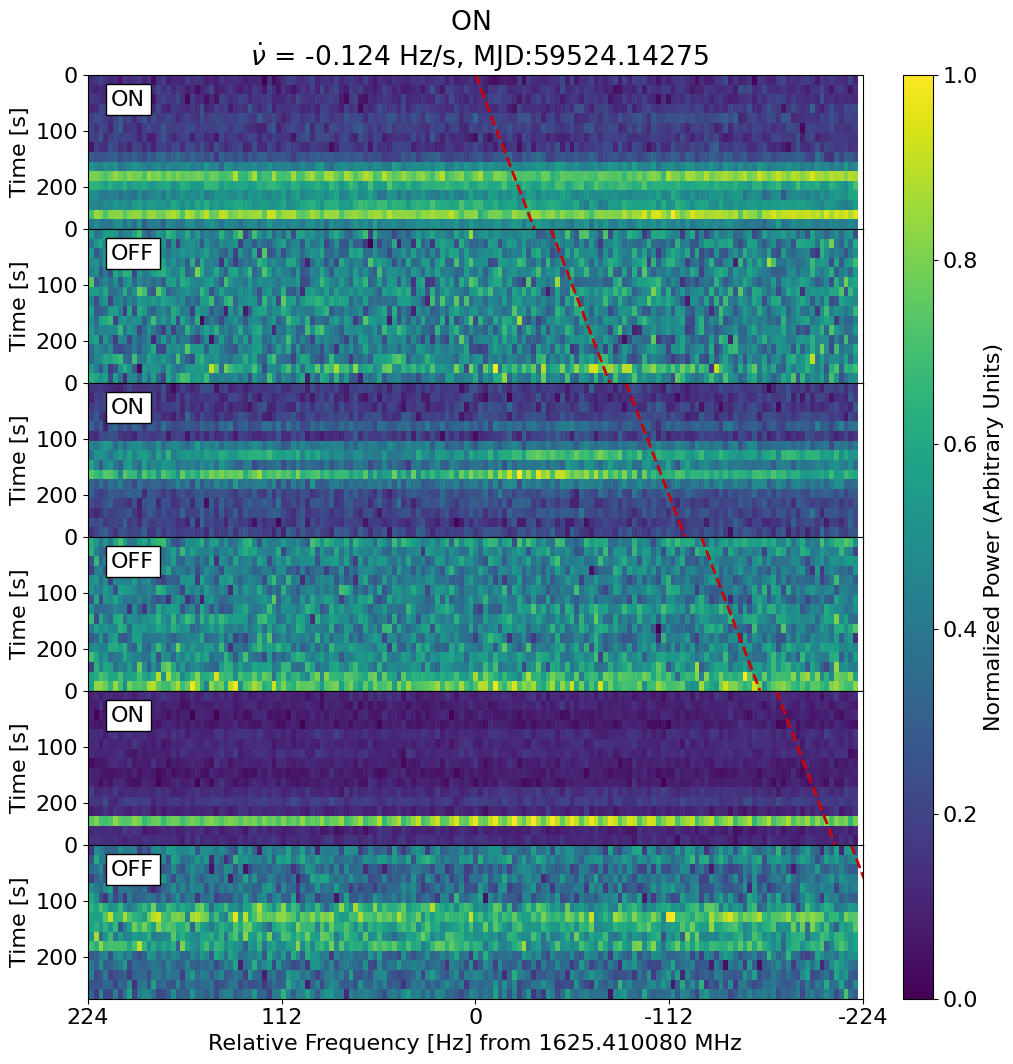 ON
ν̇ = -0.124 Hz/s, MJD:59524.14275
0
ON
100
200
Time [s]
0
OFF
100
200
Time [s]
0
ON
100
200
Time [s]
0
OFF
100
200
Time [s]
0
ON
100
200
Time [s]
0
OFF
100
200
Time [s]
224 112 0 -112 -224
Relative Frequency [Hz] from 1625.410080 MHz
1.0
0.8
0.6
0.4
0.2
0.0
Normalized Power (Arbitrary Units)